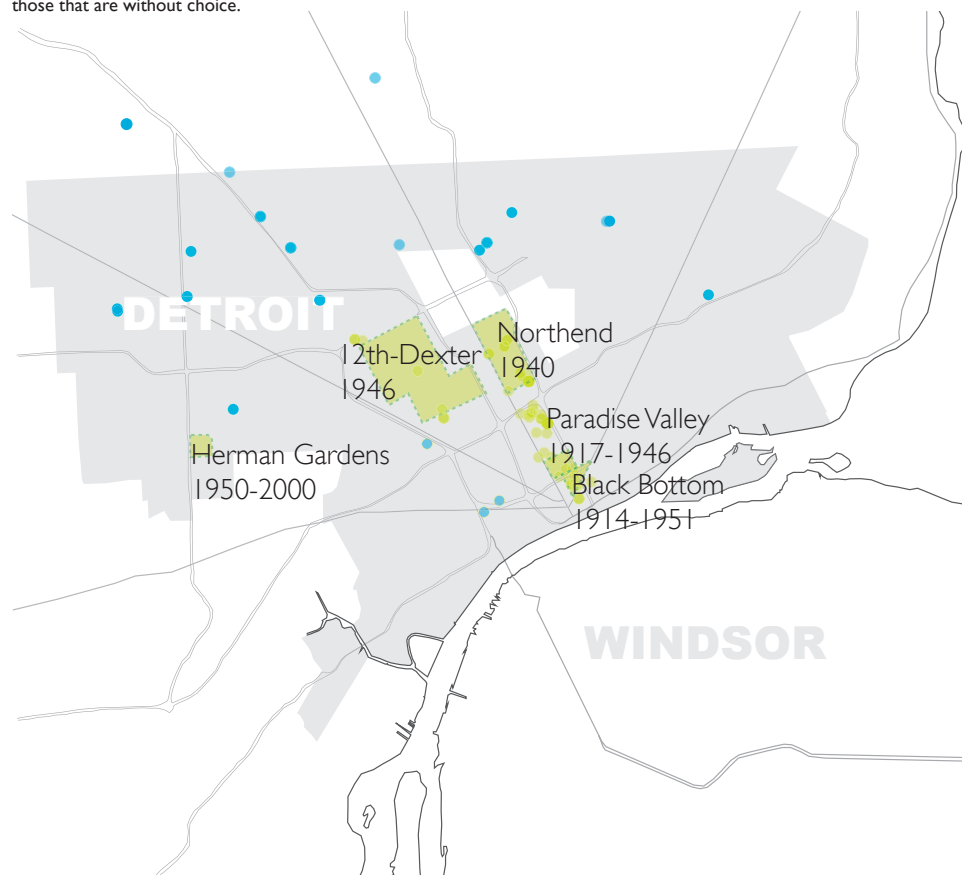 those that are without choice.
DETROIT
Northend
1940
12th-Dexter
1946
Paradise Valley
1917-1946
Herman Gardens
1950-2000
Black Bottom
1914-1951
WINDSOR